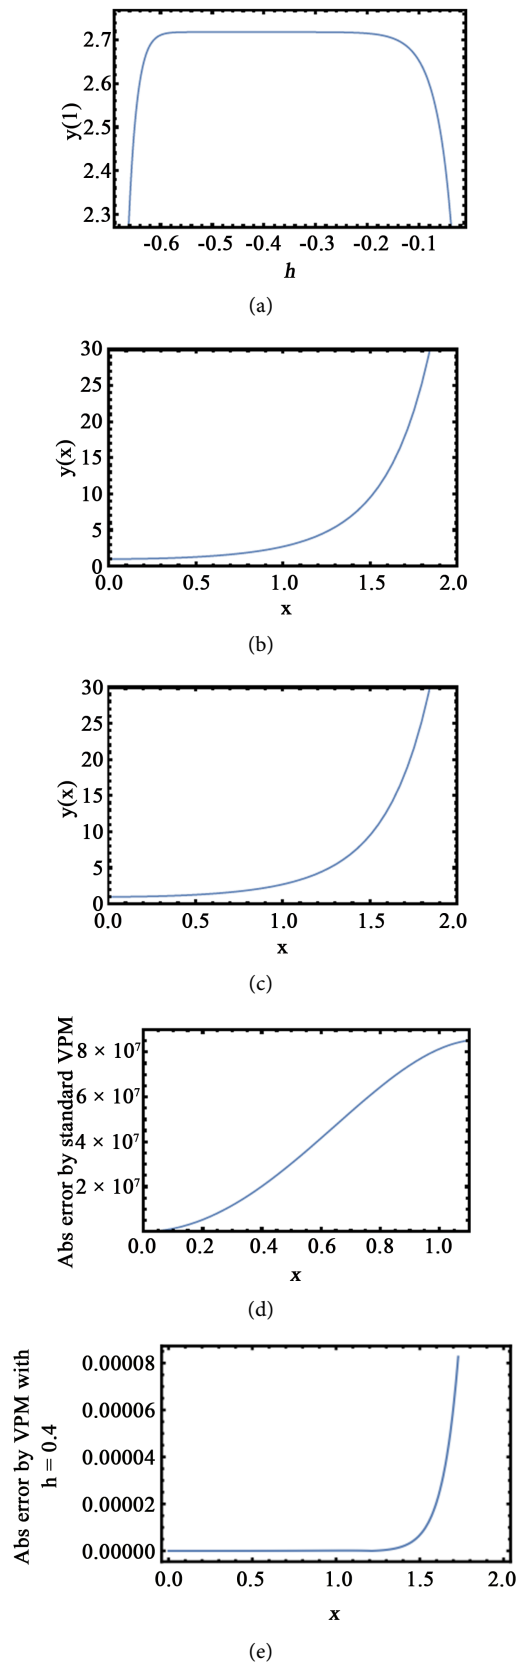 y(1)
2.7
2.6
2.5
2.4
2.3
-0.6 -0.5 -0.4 -0.3 -0.2 -0.1
h
(a)
y(x)
30
25
20
15
10
5
0
0.0 0.5 1.0 1.5 2.0
x
(b)
y(x)
30
25
20
15
10
5
0
0.0 0.5 1.0 1.5 2.0
x
(c)
Abs error by standard VPM
8 × 10⁷
6 × 10⁷
4 × 10⁷
2 × 10⁷
0.0 0.2 0.4 0.6 0.8 1.0
x
(d)
Abs error by VPM with
h = 0.4
0.00008
0.00006
0.00004
0.00002
0.00000
0.0 0.5 1.0 1.5 2.0
x
(e)